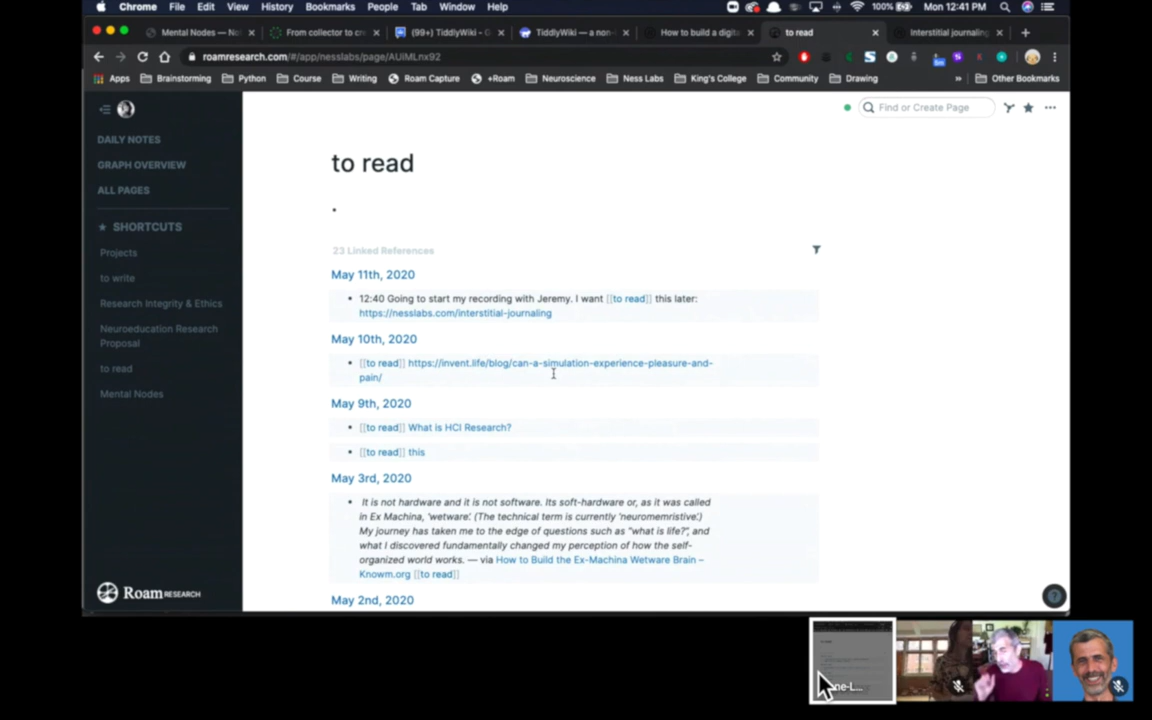 Chrome File Edit View History Bookmarks People Tab Window Help 100% Mon 12:41 PM
Mental Nodes — Ne
From collector to cr
(99+) TiddlyWiki - G
TiddlyWiki — a non-
How to build a digit
to read
Interstitial journaling
roamresearch.com/#/app/nesslabs/page/AUiMLnx92
Apps Brainstorming Python Course Writing Roam Capture +Roam Neuroscience Ness Labs King's College Community Drawing » Other Bookmarks
Find or Create Page
DAILY NOTES
GRAPH OVERVIEW
ALL PAGES
★ SHORTCUTS
Projects
to write
Research Integrity & Ethics
Neuroeducation Research
Proposal
to read
Mental Nodes
Roam RESEARCH
to read
23 Linked References
May 11th, 2020
12:40 Going to start my recording with Jeremy. I want [[to read]] this later:
https://nesslabs.com/interstitial-journaling
May 10th, 2020
[[to read]] https://invent.life/blog/can-a-simulation-experience-pleasure-and-
pain/
May 9th, 2020
[[to read]] What is HCI Research?
[[to read]] this
May 3rd, 2020
It is not hardware and it is not software. Its soft-hardware or, as it was called
in Ex Machina, 'wetware'. (The technical term is currently 'neuromemristive'.)
My journey has taken me to the edge of questions such as "what is life?", and
what I discovered fundamentally changed my perception of how the self-
organized world works. — via How to Build the Ex-Machina Wetware Brain –
Knowm.org [[to read]]
May 2nd, 2020
?
ne-L...